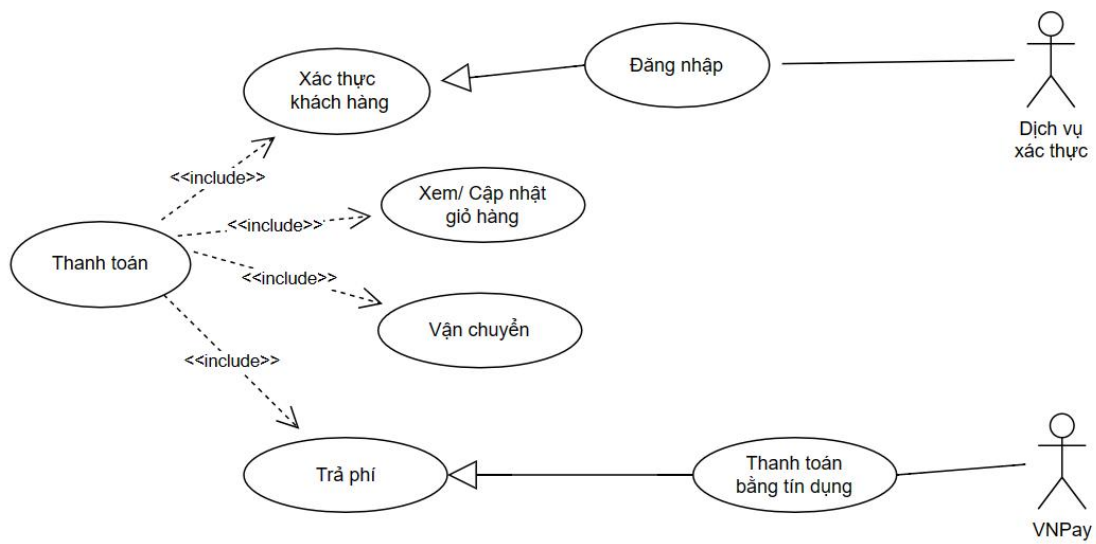 Xác thực
khách hàng
Đăng nhập
Dịch vụ
xác thực
<<include>>
Xem/ Cập nhật
giỏ hàng
<<include>>
Thanh toán
<<include>>
Vận chuyển
<<include>>
Trả phí
Thanh toán
bằng tín dụng
VNPay